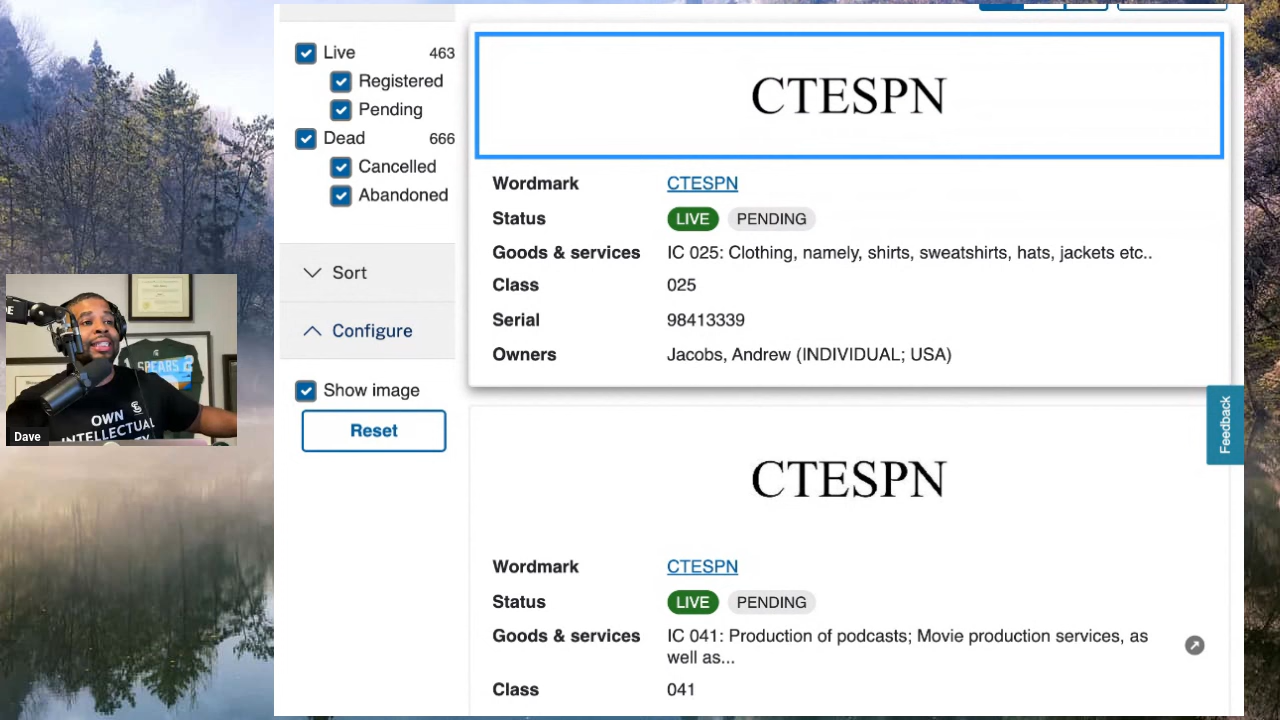 Live 463
Registered
Pending
Dead 666
Cancelled
Abandoned
Sort
Configure
Show image
Reset
CTESPN
Wordmark CTESPN
Status LIVE PENDING
Goods & services IC 025: Clothing, namely, shirts, sweatshirts, hats, jackets etc..
Class 025
Serial 98413339
Owners Jacobs, Andrew (INDIVIDUAL; USA)
Feedback
CTESPN
Wordmark CTESPN
Status LIVE PENDING
Goods & services IC 041: Production of podcasts; Movie production services, as
well as...
Class 041
SPEARS
OWN
INTELLECTUAL
Dave